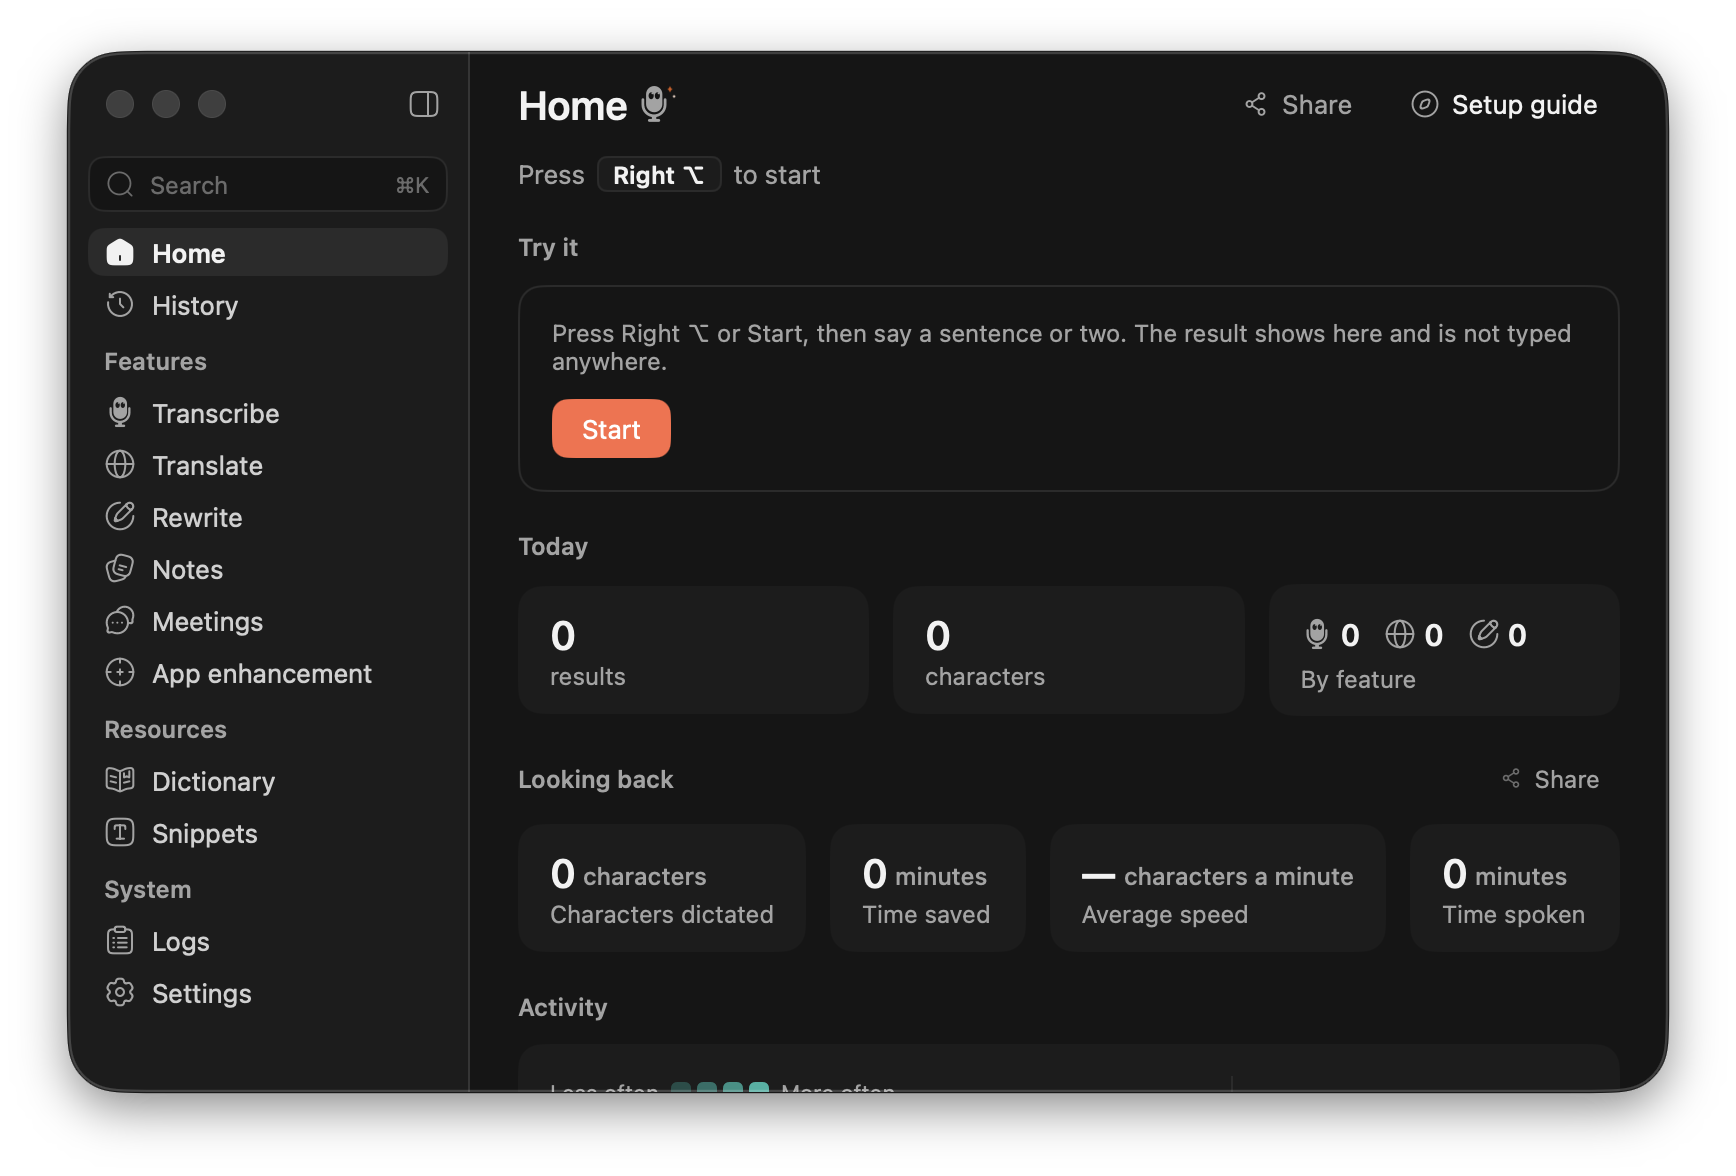 Search ⌘K
Home
History
Features
Transcribe
Translate
Rewrite
Notes
Meetings
App enhancement
Resources
Dictionary
Snippets
System
Logs
Settings
Home
Share
Setup guide
Press Right ⌥ to start
Try it
Press Right ⌥ or Start, then say a sentence or two. The result shows here and is not typed
anywhere.
Start
Today
0
results
0
characters
0 0 0
By feature
Looking back
Share
0 characters
Characters dictated
0 minutes
Time saved
— characters a minute
Average speed
0 minutes
Time spoken
Activity
Less often More often